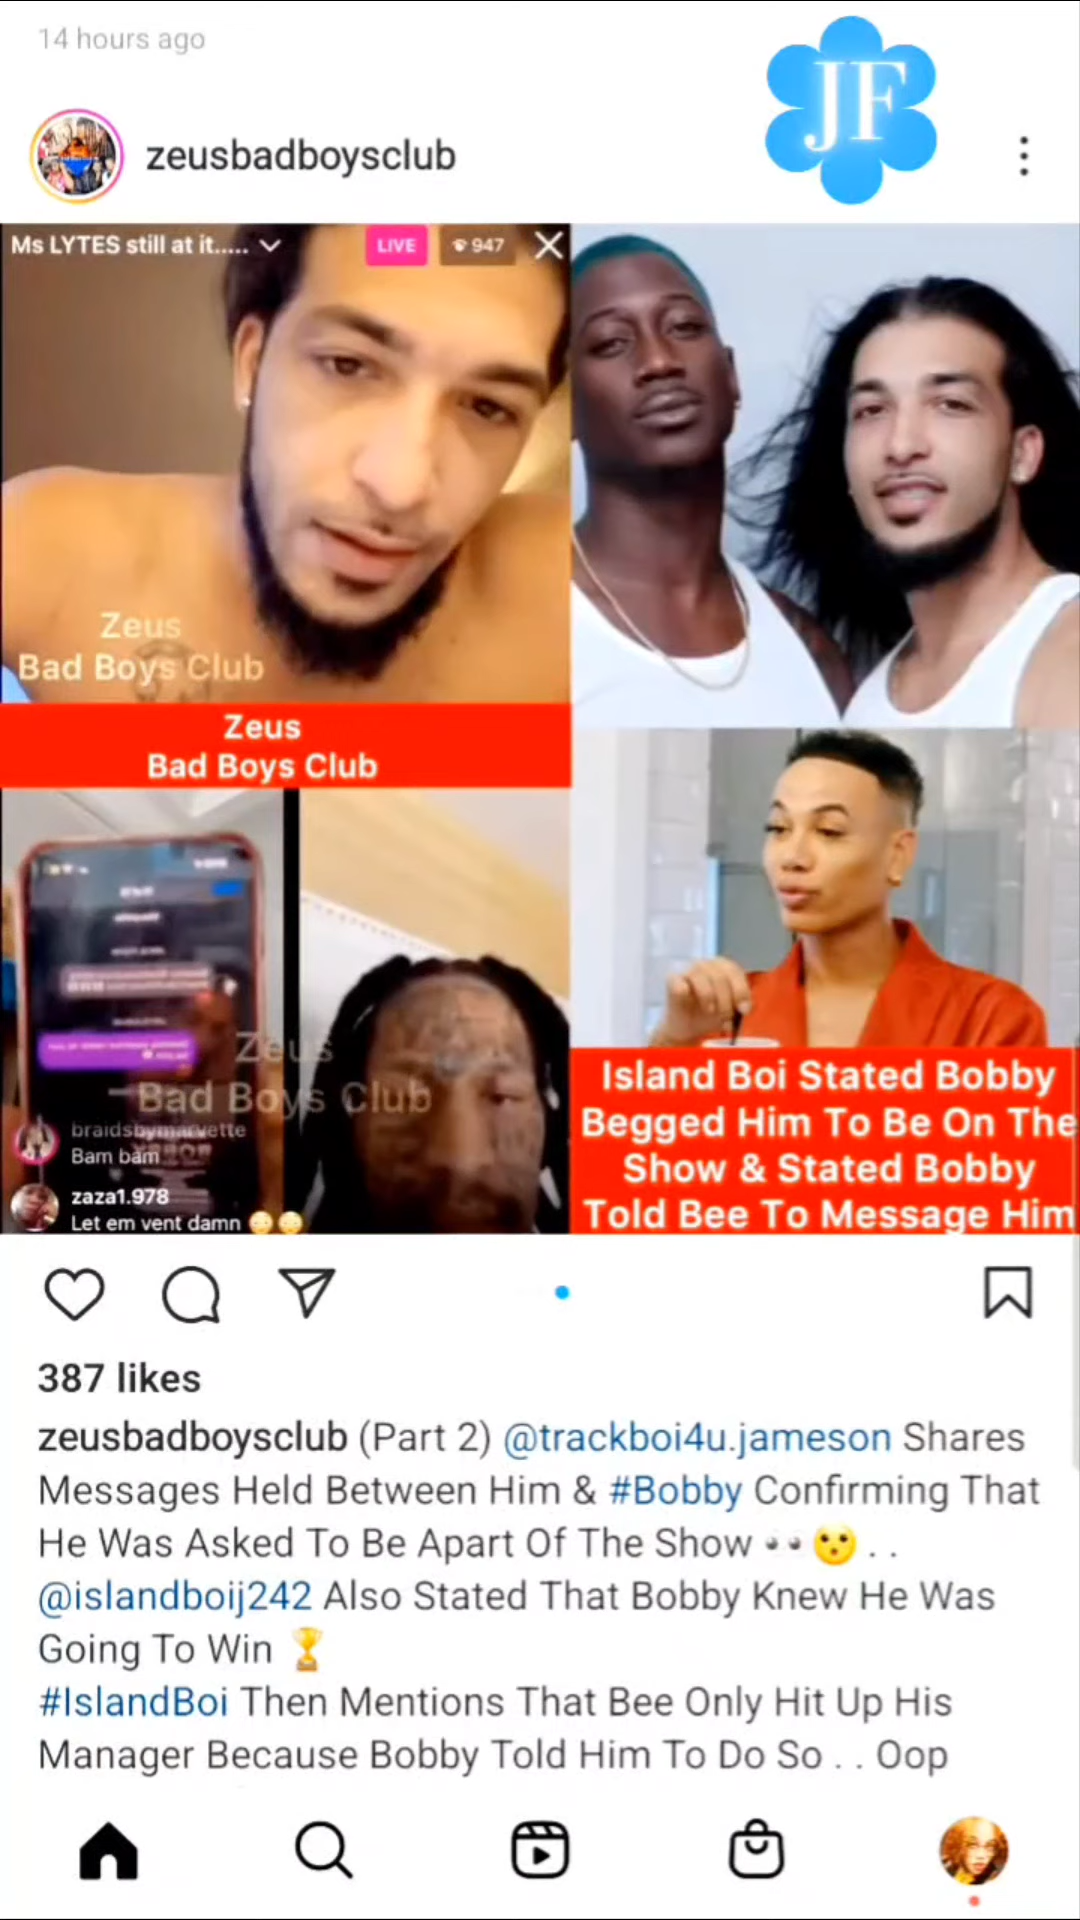 14 hours ago
JF
zeusbadboysclub
Ms LYTES still at it.....
LIVE
947
Zeus
Bad Boys Club
Zeus
Bad Boys Club
Zeus
Bad Boys Club
braidsbymarvette
Bam bam
zaza1.978
Let em vent damn 😳😳
Island Boi Stated Bobby
Begged Him To Be On The
Show & Stated Bobby
Told Bee To Message Him
387 likes
zeusbadboysclub (Part 2) @trackboi4u.jameson Shares
Messages Held Between Him & #Bobby Confirming That
He Was Asked To Be Apart Of The Show 👀😯 . .
@islandboij242 Also Stated That Bobby Knew He Was
Going To Win 🏆
#IslandBoi Then Mentions That Bee Only Hit Up His
Manager Because Bobby Told Him To Do So . . Oop